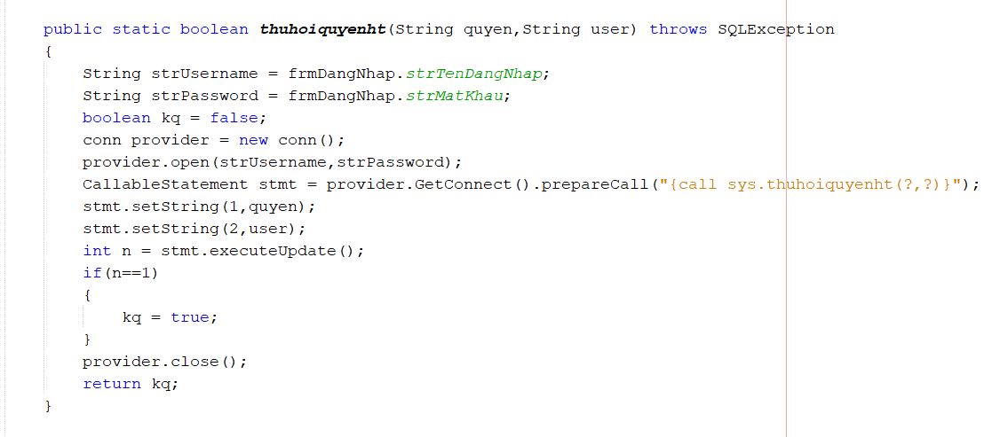 public static boolean thuhoiquyenht(String quyen,String user) throws SQLException
{
String strUsername = frmDangNhap.strTenDangNhap;
String strPassword = frmDangNhap.strMatKhau;
boolean kq = false;
conn provider = new conn();
provider.open(strUsername,strPassword);
CallableStatement stmt = provider.GetConnect().prepareCall("{call sys.thuhoiquyenht(?,?)}");
stmt.setString(1,quyen);
stmt.setString(2,user);
int n = stmt.executeUpdate();
if(n==1)
{
kq = true;
}
provider.close();
return kq;
}